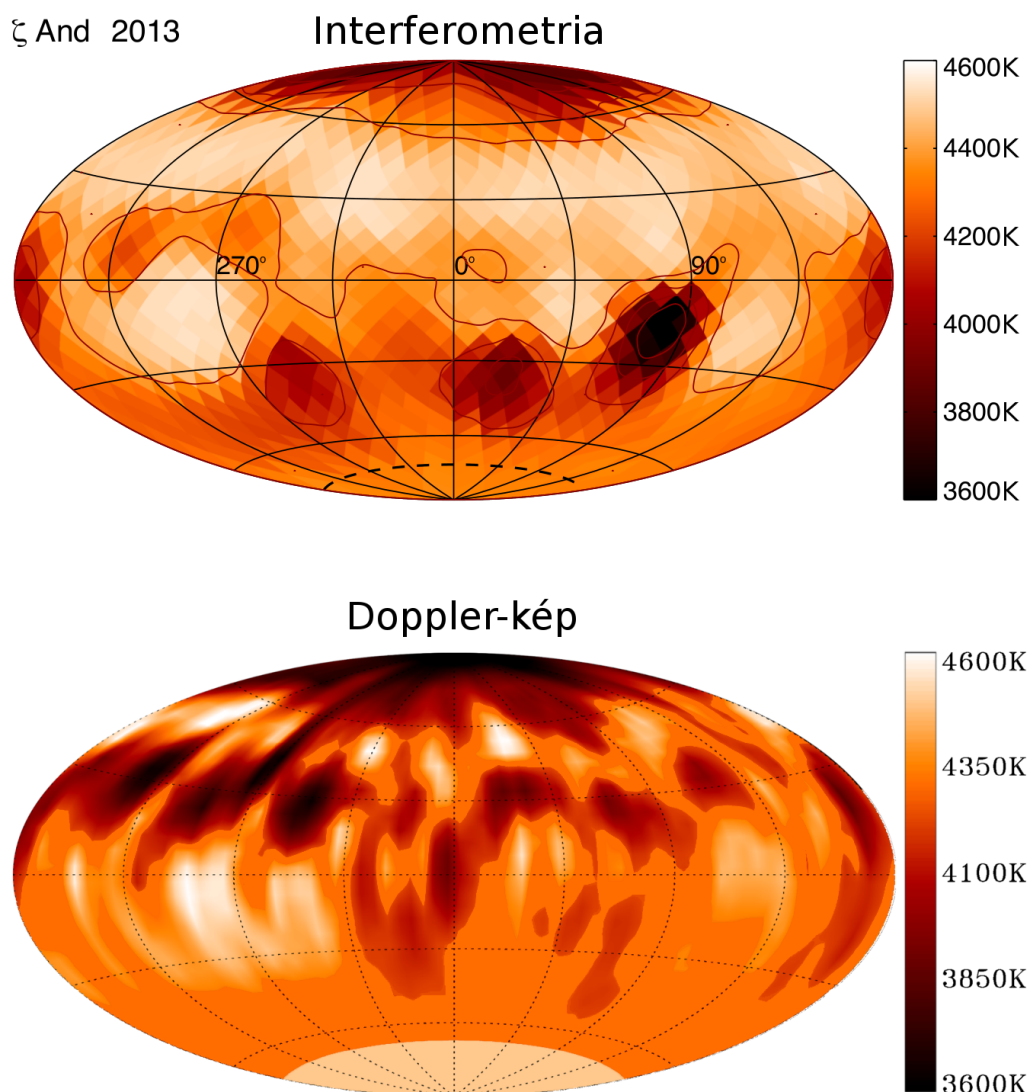 ζ And 2013
Interferometria
4600K
4400K
4200K
4000K
3800K
3600K
270°
0°
90°
Doppler-kép
4600K
4350K
4100K
3850K
3600K